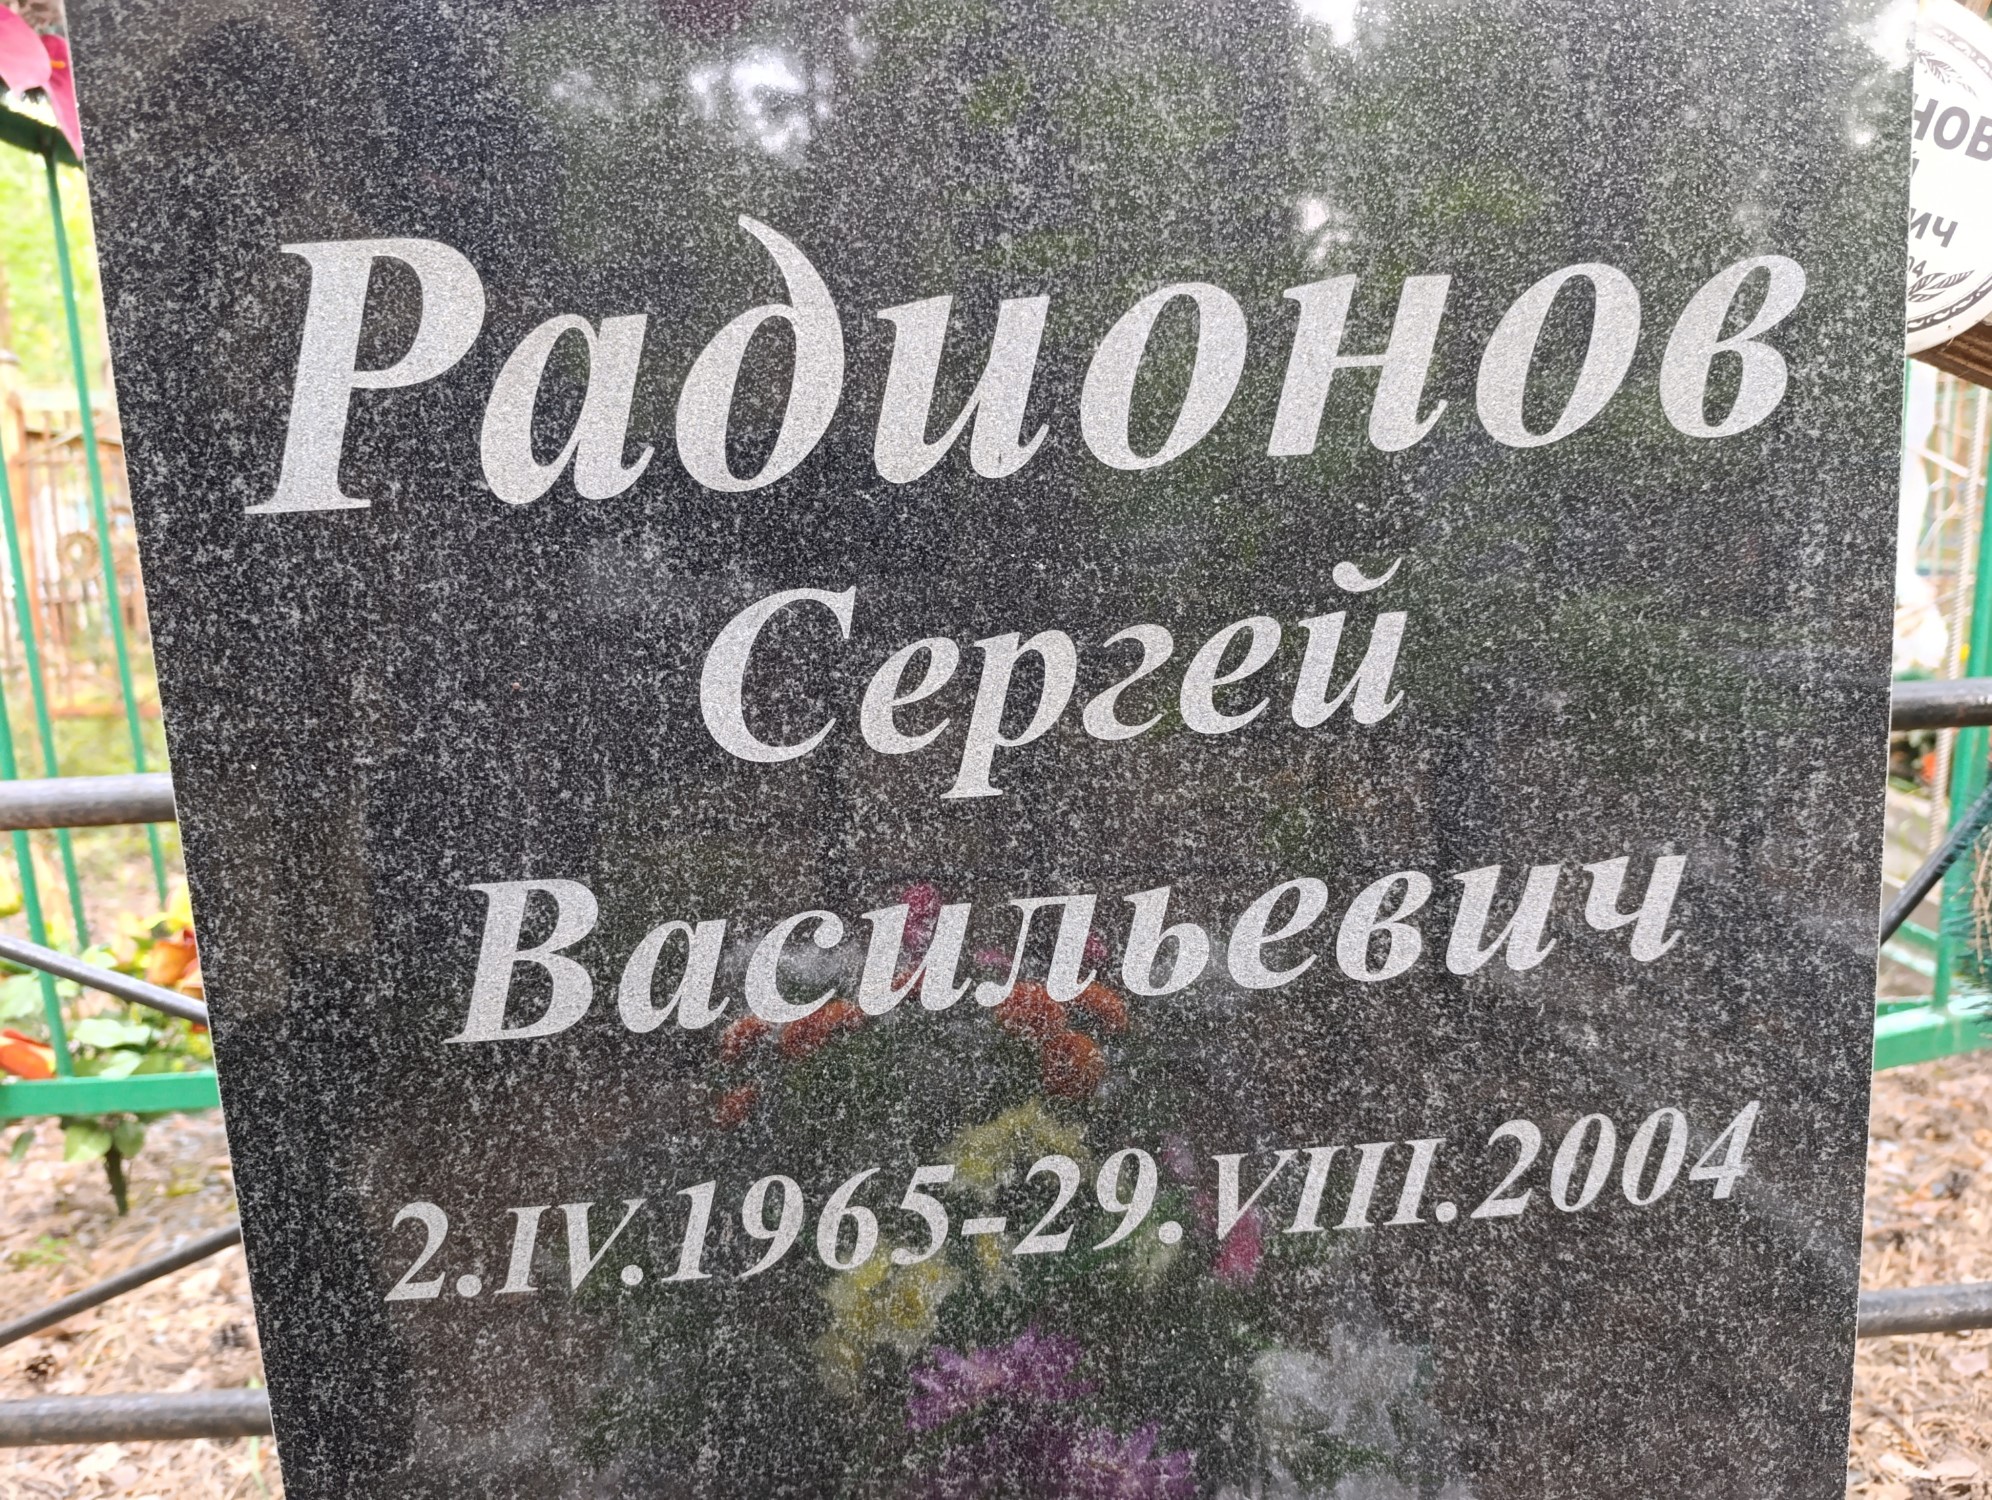 Радионов
Сергей
Васильевич
2.IV.1965-29.VIII.2004